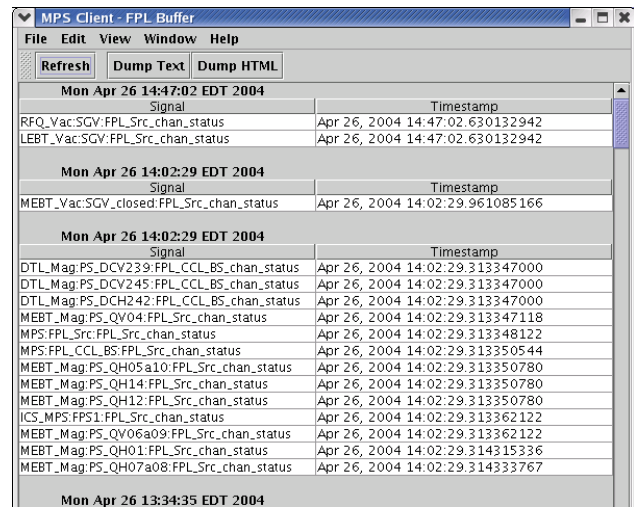 MPS Client - FPL Buffer
File Edit View Window Help
Refresh Dump Text Dump HTML
Mon Apr 26 14:47:02 EDT 2004
Signal Timestamp
RFQ_Vac:SGV:FPL_Src_chan_status Apr 26, 2004 14:47:02.630132942
LEBT_Vac:SGV:FPL_Src_chan_status Apr 26, 2004 14:47:02.630132942
Mon Apr 26 14:02:29 EDT 2004
Signal Timestamp
MEBT_Vac:SGV_closed:FPL_Src_chan_status Apr 26, 2004 14:02:29.961085166
Mon Apr 26 14:02:29 EDT 2004
Signal Timestamp
DTL_Mag:PS_DCV239:FPL_CCL_BS_chan_status Apr 26, 2004 14:02:29.313347000
DTL_Mag:PS_DCV245:FPL_CCL_BS_chan_status Apr 26, 2004 14:02:29.313347000
DTL_Mag:PS_DCH242:FPL_CCL_BS_chan_status Apr 26, 2004 14:02:29.313347000
MEBT_Mag:PS_QV04:FPL_Src_chan_status Apr 26, 2004 14:02:29.313347118
MPS:FPL_Src:FPL_Src_chan_status Apr 26, 2004 14:02:29.313348122
MPS:FPL_CCL_BS:FPL_Src_chan_status Apr 26, 2004 14:02:29.313350544
MEBT_Mag:PS_QH05a10:FPL_Src_chan_status Apr 26, 2004 14:02:29.313350780
MEBT_Mag:PS_QH14:FPL_Src_chan_status Apr 26, 2004 14:02:29.313350780
MEBT_Mag:PS_QH12:FPL_Src_chan_status Apr 26, 2004 14:02:29.313350780
ICS_MPS:FPS1:FPL_Src_chan_status Apr 26, 2004 14:02:29.313362122
MEBT_Mag:PS_QV06a09:FPL_Src_chan_status Apr 26, 2004 14:02:29.313362122
MEBT_Mag:PS_QH01:FPL_Src_chan_status Apr 26, 2004 14:02:29.314315336
MEBT_Mag:PS_QH07a08:FPL_Src_chan_status Apr 26, 2004 14:02:29.314333767
Mon Apr 26 13:34:35 EDT 2004